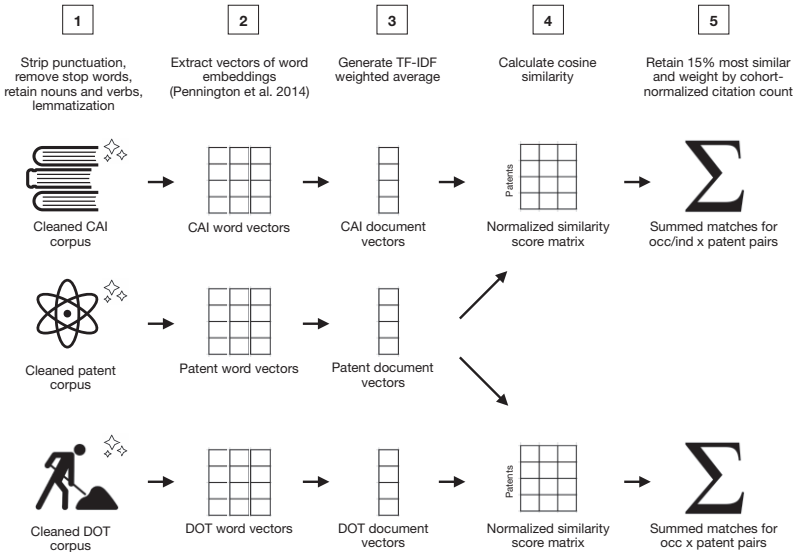 1
2
3
4
5
Strip punctuation,
remove stop words,
retain nouns and verbs,
lemmatization
Extract vectors of word
embeddings
(Pennington et al. 2014)
Generate TF-IDF
weighted average
Calculate cosine
similarity
Retain 15% most similar
and weight by cohort-
normalized citation count
Patents
Cleaned CAI
corpus
CAI word vectors
CAI document
vectors
Normalized similarity
score matrix
Summed matches for
occ/ind x patent pairs
Cleaned patent
corpus
Patent word vectors
Patent document
vectors
Patents
Cleaned DOT
corpus
DOT word vectors
DOT document
vectors
Normalized similarity
score matrix
Summed matches for
occ x patent pairs